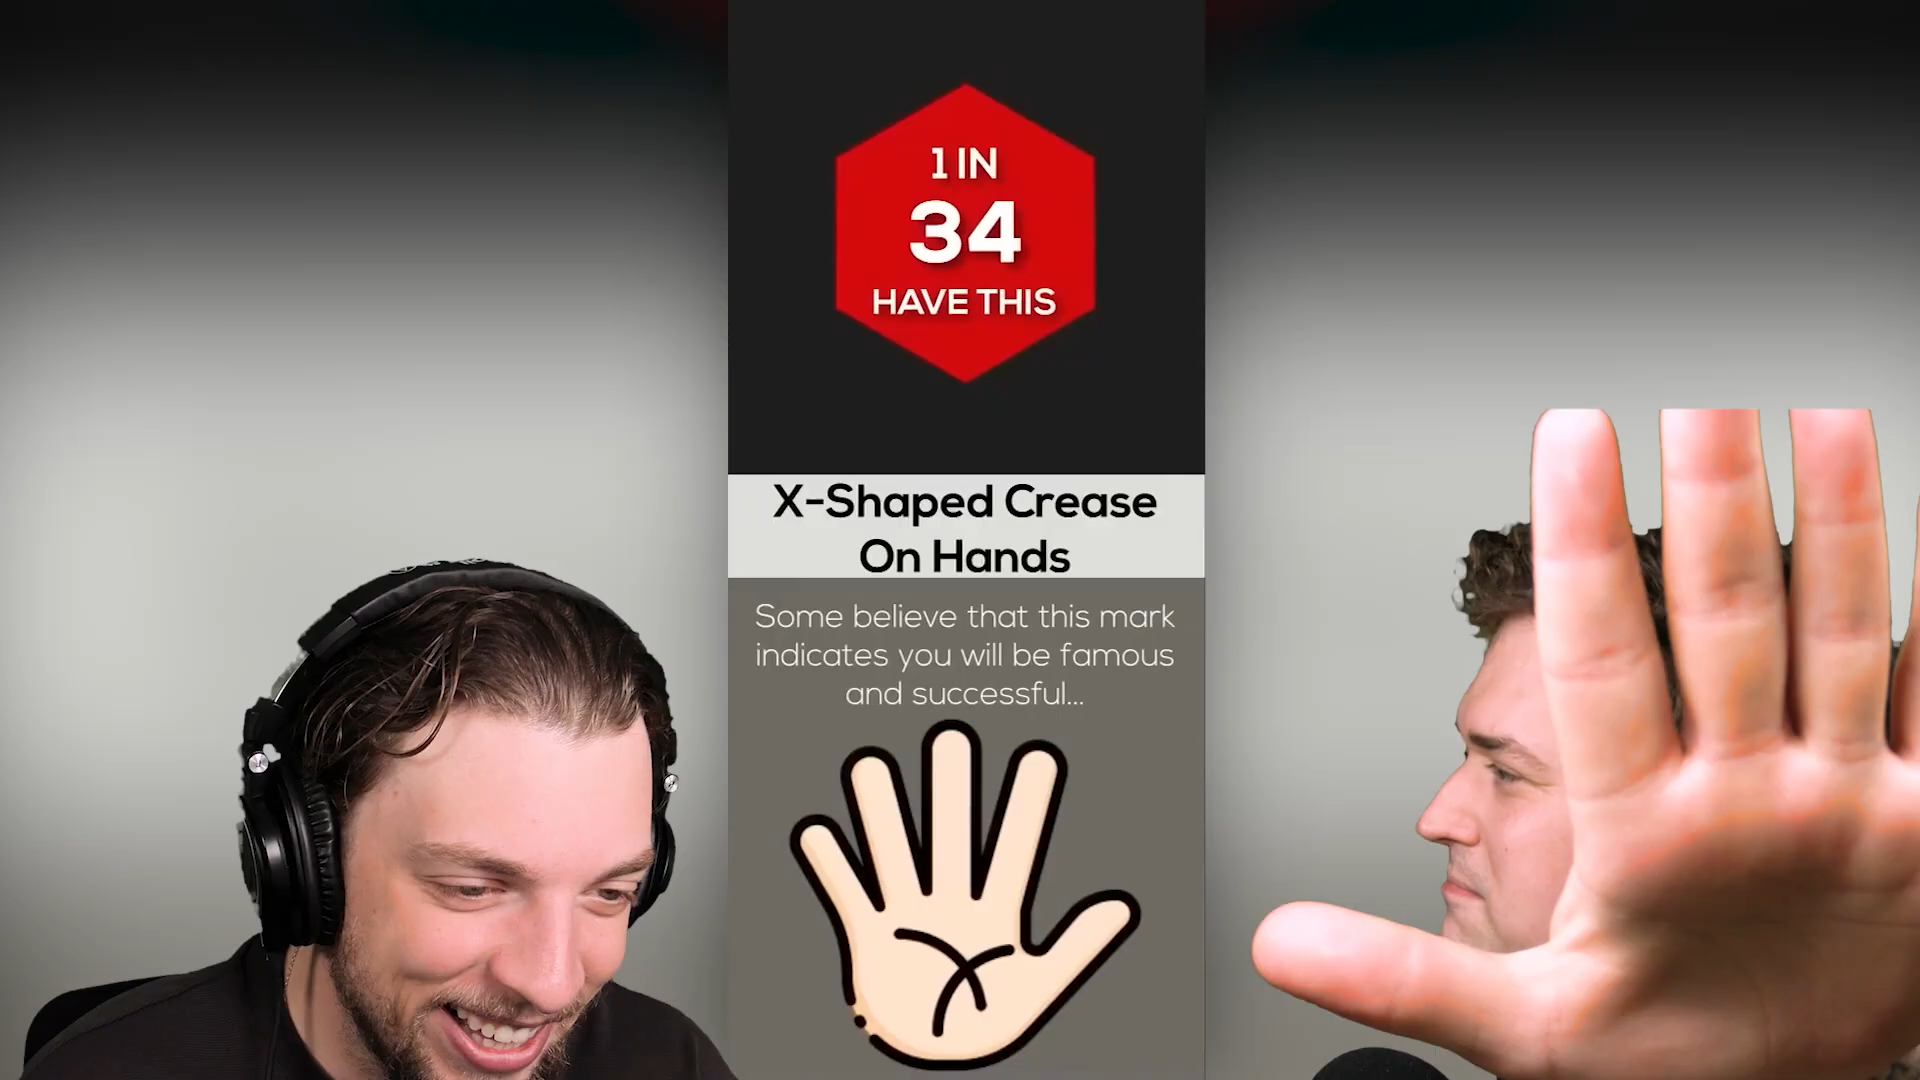 1 IN
34
HAVE THIS
X-Shaped Crease
On Hands
Some believe that this mark
indicates you will be famous
and successful...